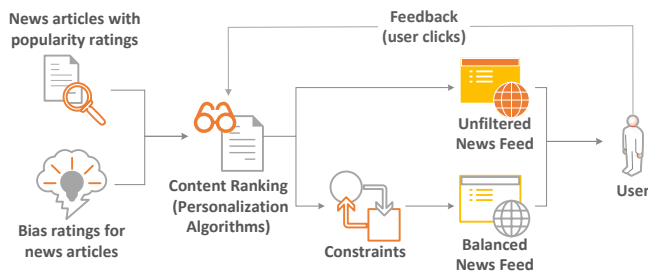 News articles with
popularity ratings
Feedback
(user clicks)
Unfiltered
News Feed
User
Content Ranking
(Personalization
Algorithms)
Bias ratings for
news articles
Constraints
Balanced
News Feed